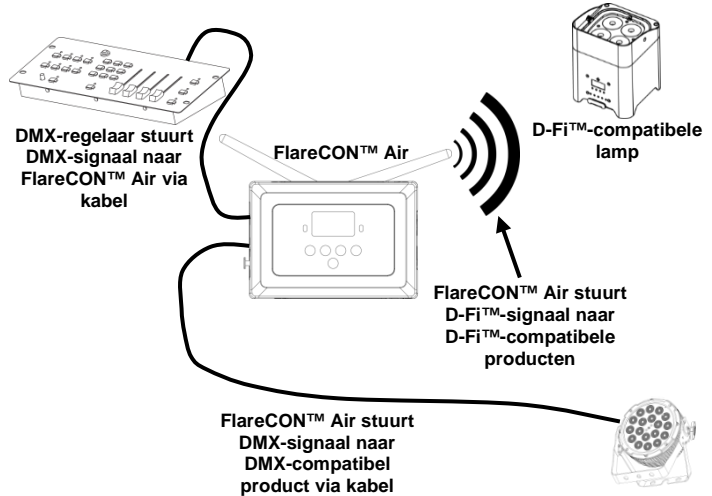 DMX-regelaar stuurt
DMX-signaal naar
FlareCON™ Air via
kabel
FlareCON™ Air
D-Fi™-compatibele
lamp
FlareCON™ Air stuurt
D-Fi™-signaal naar
D-Fi™-compatibele
producten
FlareCON™ Air stuurt
DMX-signaal naar
DMX-compatibel
product via kabel